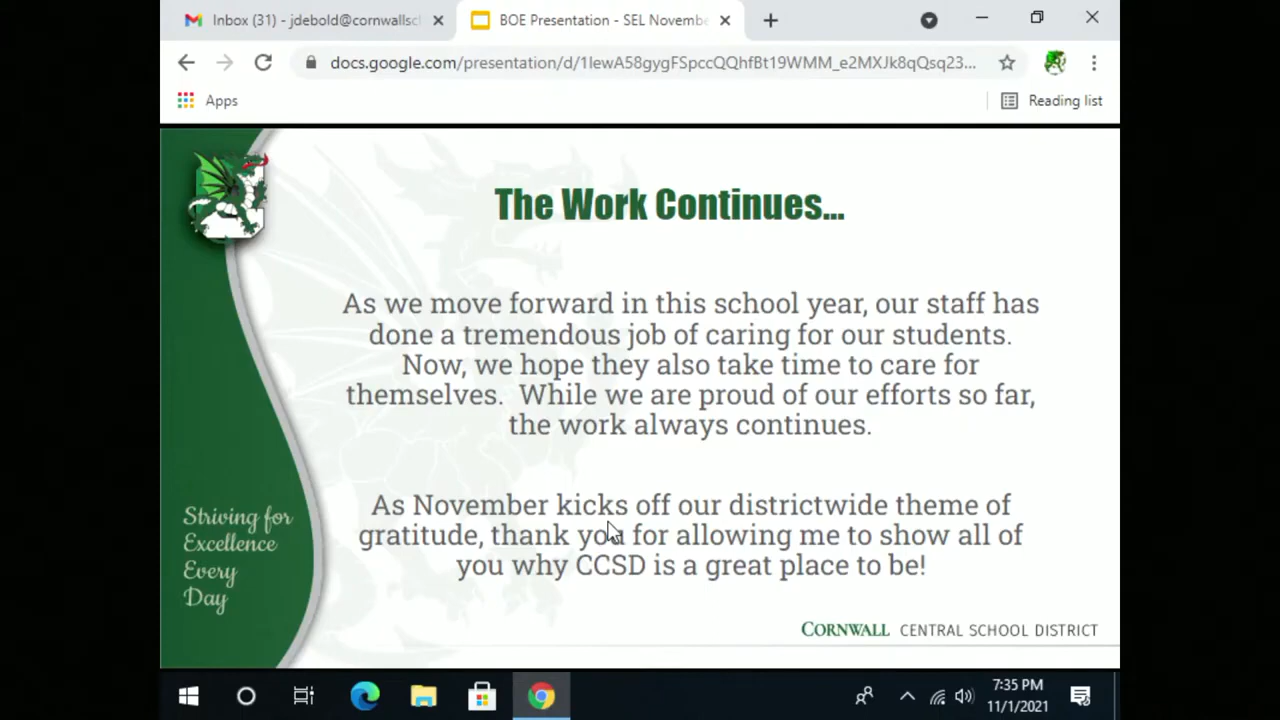 Inbox (31) - jdebold@cornwallsc
BOE Presentation - SEL Novembe
docs.google.com/presentation/d/1lewA58gygFSpccQQhfBt19WMM_e2MXJk8qQsq23...
Apps
Reading list
The Work Continues...
As we move forward in this school year, our staff has
done a tremendous job of caring for our students.
Now, we hope they also take time to care for
themselves. While we are proud of our efforts so far,
the work always continues.
As November kicks off our districtwide theme of
gratitude, thank you for allowing me to show all of
you why CCSD is a great place to be!
Striving for
Excellence
Every
Day
CORNWALL CENTRAL SCHOOL DISTRICT
7:35 PM
11/1/2021